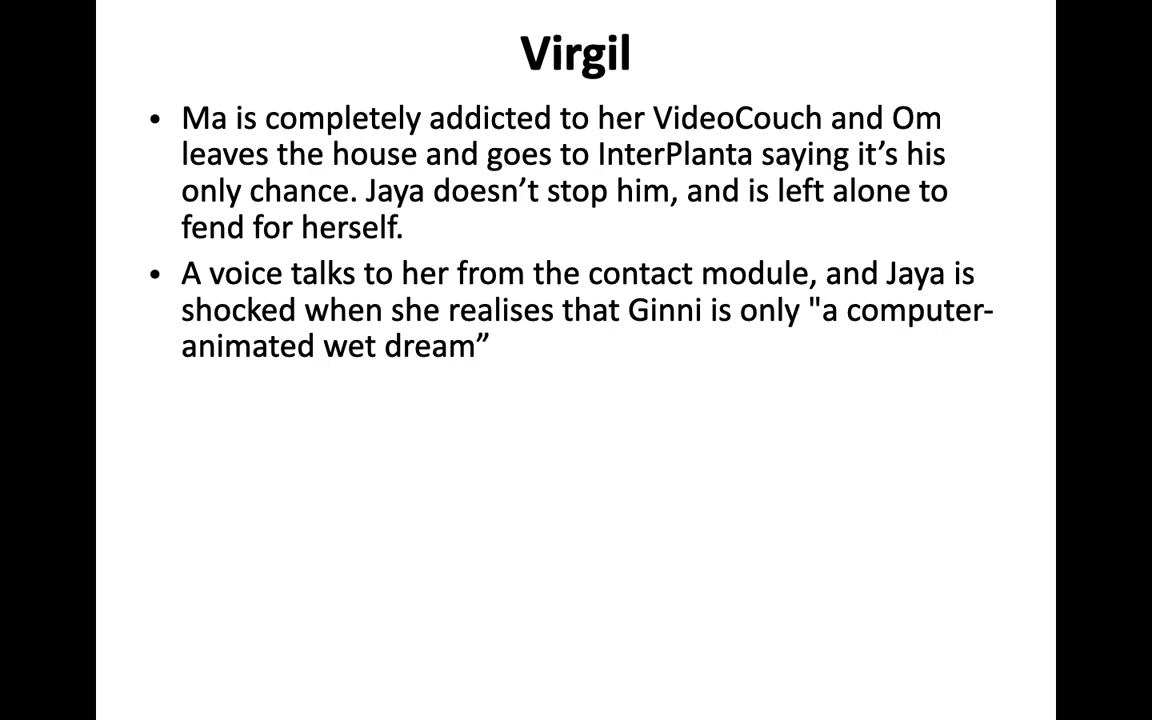 Virgil
• Ma is completely addicted to her VideoCouch and Om
leaves the house and goes to InterPlanta saying it’s his
only chance. Jaya doesn’t stop him, and is left alone to
fend for herself.
• A voice talks to her from the contact module, and Jaya is
shocked when she realises that Ginni is only "a computer-
animated wet dream”